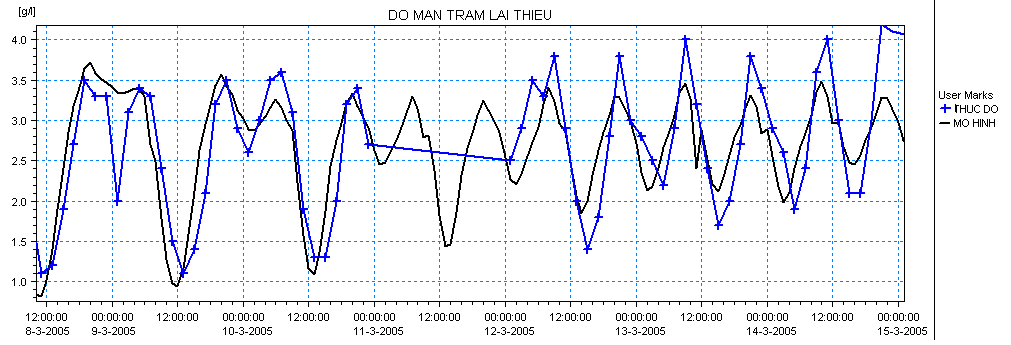 DO MAN TRAM LAI THIEU
[g/l]
4.0
3.5
3.0
2.5
2.0
1.5
1.0
12:00:00 00:00:00 12:00:00 00:00:00 12:00:00 00:00:00 12:00:00 00:00:00 12:00:00 00:00:00 12:00:00 00:00:00 12:00:00 00:00:00
8-3-2005 9-3-2005 10-3-2005 11-3-2005 12-3-2005 13-3-2005 14-3-2005 15-3-2005
User Marks
THUC DO
MO HINH